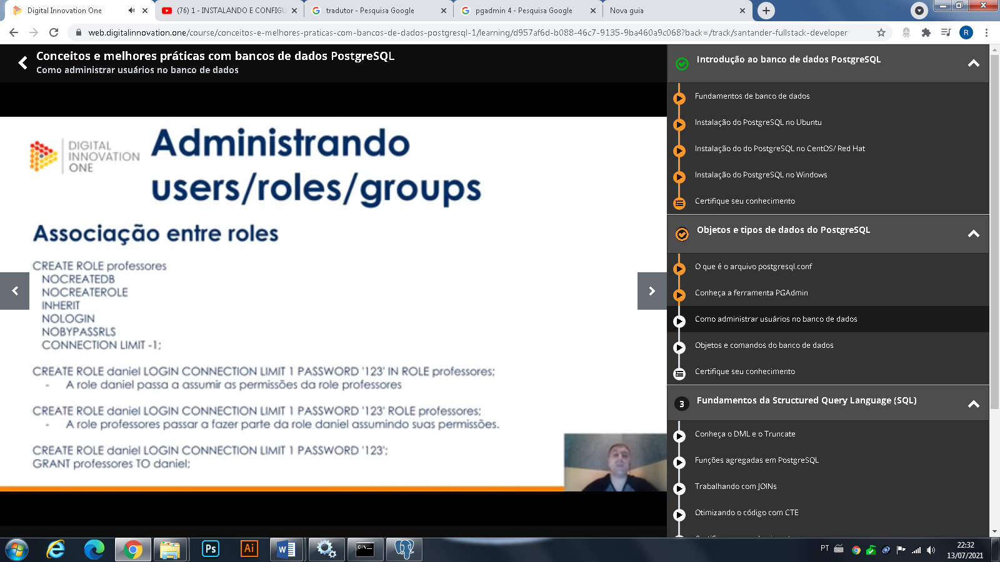 Digital Innovation One
(76) 1 - INSTALANDO E CONFIGU
tradutor - Pesquisa Google
pgadmin 4 - Pesquisa Google
Nova guia
web.digitalinnovation.one/course/conceitos-e-melhores-praticas-com-bancos-de-dados-postgresql-1/learning/d957af6d-b088-46c7-9135-9ba460a9c068?back=/track/santander-fullstack-developer
R
Conceitos e melhores práticas com bancos de dados PostgreSQL
Como administrar usuários no banco de dados
DIGITAL
INNOVATION
ONE
Administrando
users/roles/groups
Associação entre roles
CREATE ROLE professores
NOCREATEDB
NOCREATEROLE
INHERIT
NOLOGIN
NOBYPASSRLS
CONNECTION LIMIT -1;
CREATE ROLE daniel LOGIN CONNECTION LIMIT 1 PASSWORD '123' IN ROLE professores;
- A role daniel passa a assumir as permissões da role professores
CREATE ROLE daniel LOGIN CONNECTION LIMIT 1 PASSWORD '123' ROLE professores;
- A role professores passar a fazer parte da role daniel assumindo suas permissões.
CREATE ROLE daniel LOGIN CONNECTION LIMIT 1 PASSWORD '123';
GRANT professores TO daniel;
Introdução ao banco de dados PostgreSQL
Fundamentos de banco de dados
Instalação do PostgreSQL no Ubuntu
Instalação do do PostgreSQL no CentOS/ Red Hat
Instalação do PostgreSQL no Windows
Certifique seu conhecimento
Objetos e tipos de dados do PostgreSQL
O que é o arquivo postgresql.conf
Conheça a ferramenta PGAdmin
Como administrar usuários no banco de dados
Objetos e comandos do banco de dados
Certifique seu conhecimento
3 Fundamentos da Structured Query Language (SQL)
Conheça o DML e o Truncate
Funções agregadas em PostgreSQL
Trabalhando com JOINs
Otimizando o código com CTE
Ps
Ai
W
C:\
PT
22:32
13/07/2021